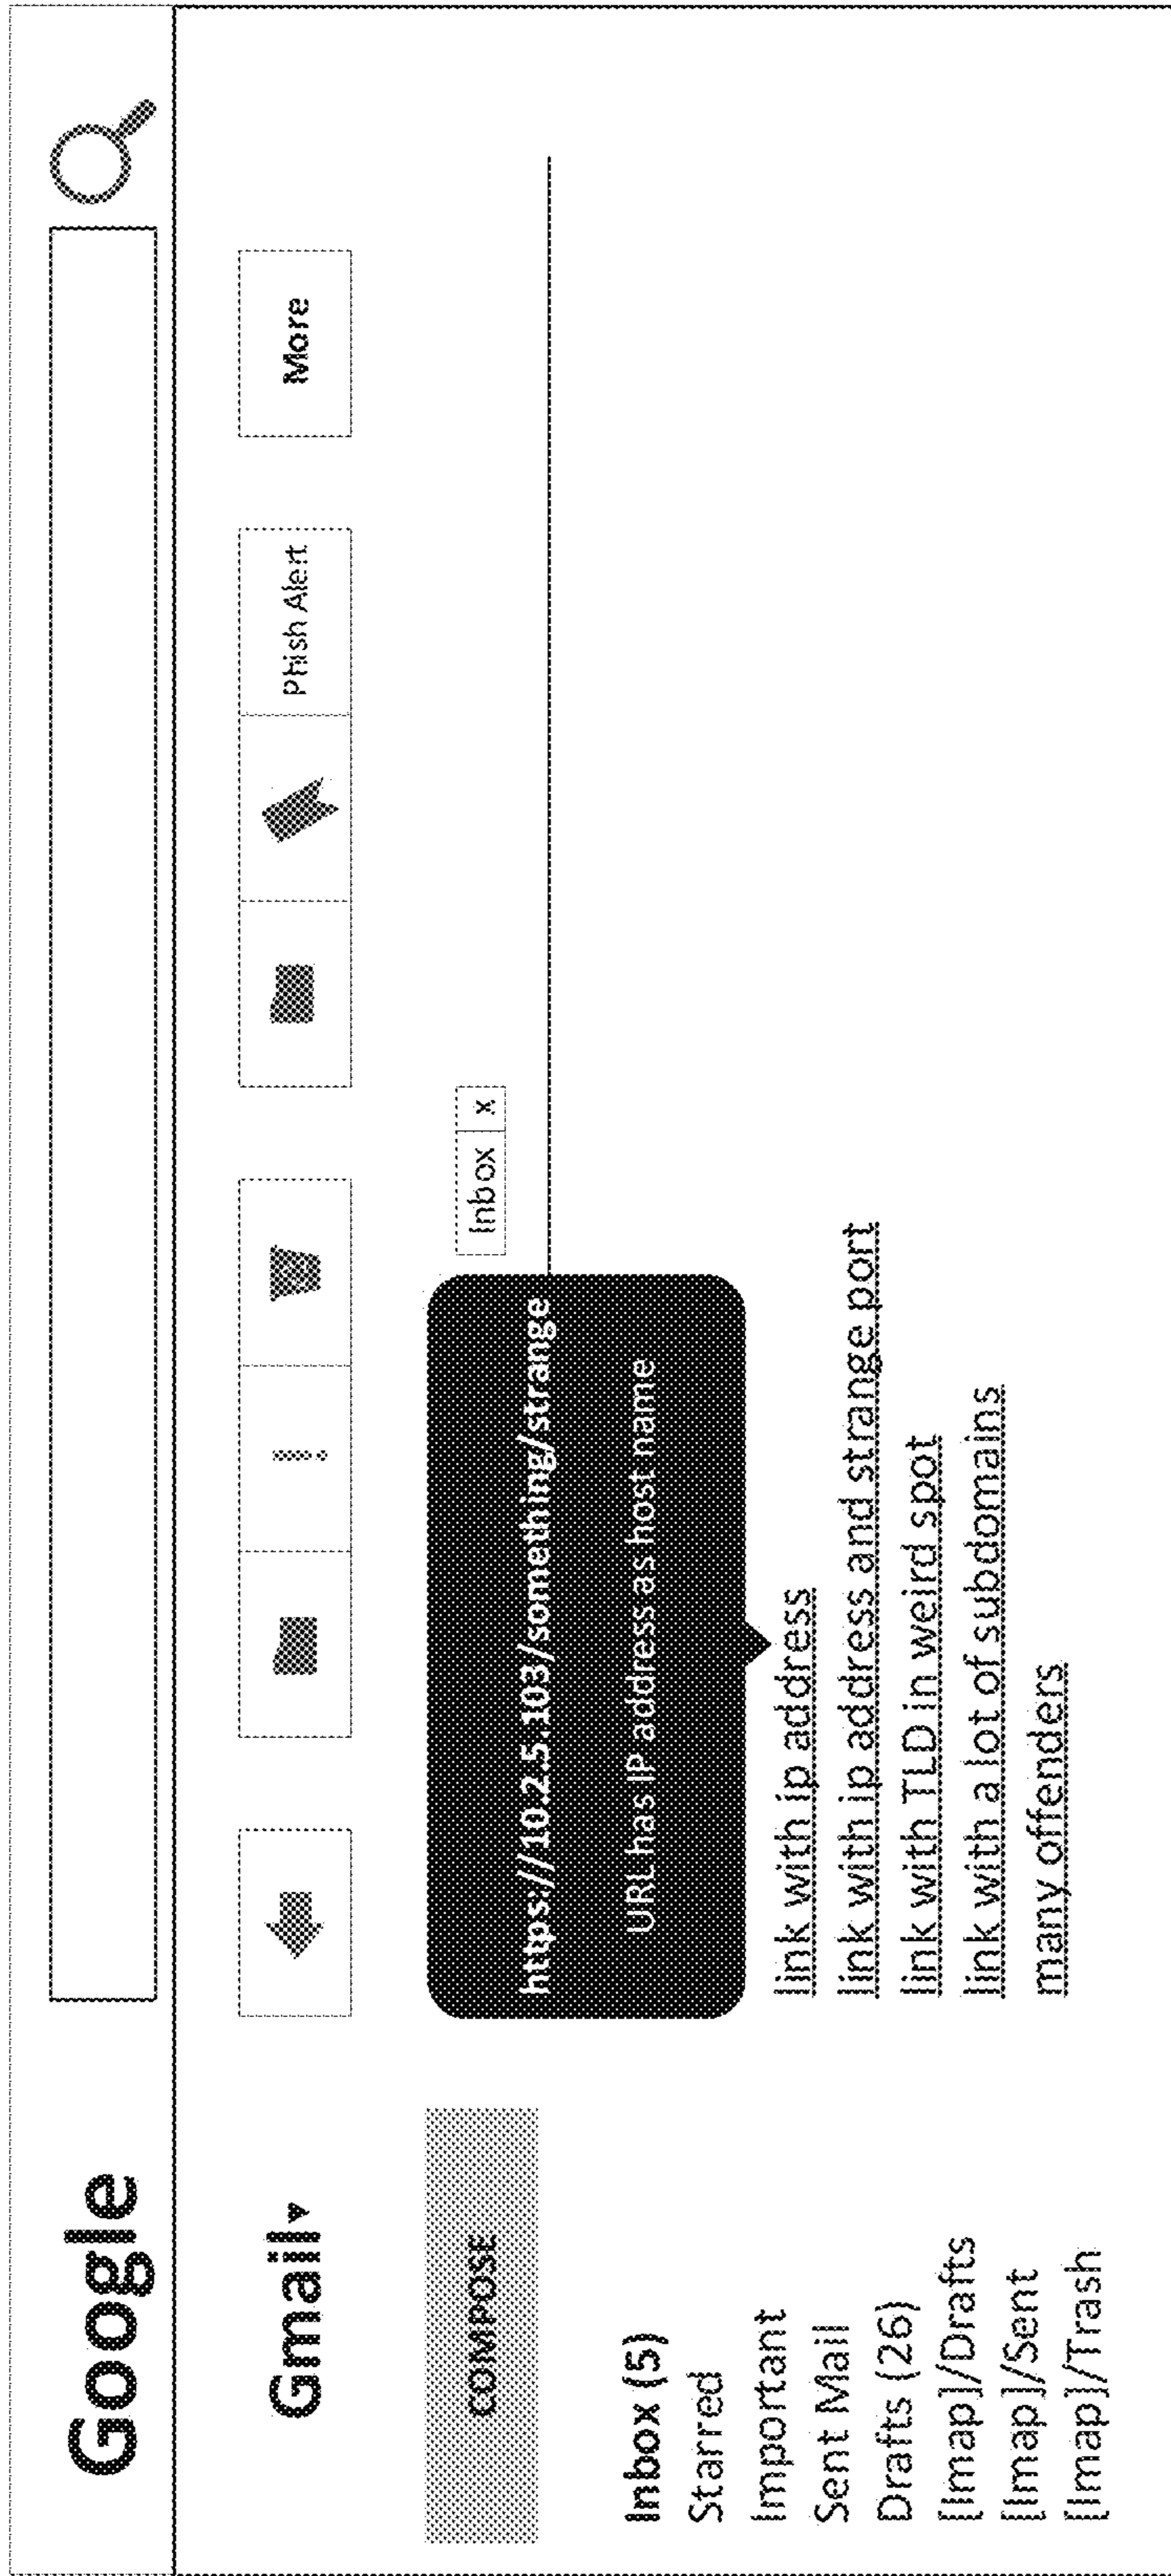 Google
Gmail
More
Phish Alert
COMPOSE
Inbox x
https://10.2.5.103/something/strange
URL has IP address as host name
Inbox (5)
Starred
Important
Sent Mail
Drafts (26)
[Imap]/Drafts
[Imap]/Sent
[Imap]/Trash
link with ip address
link with ip address and strange port
link with TLD in weird spot
link with a lot of subdomains
many offenders